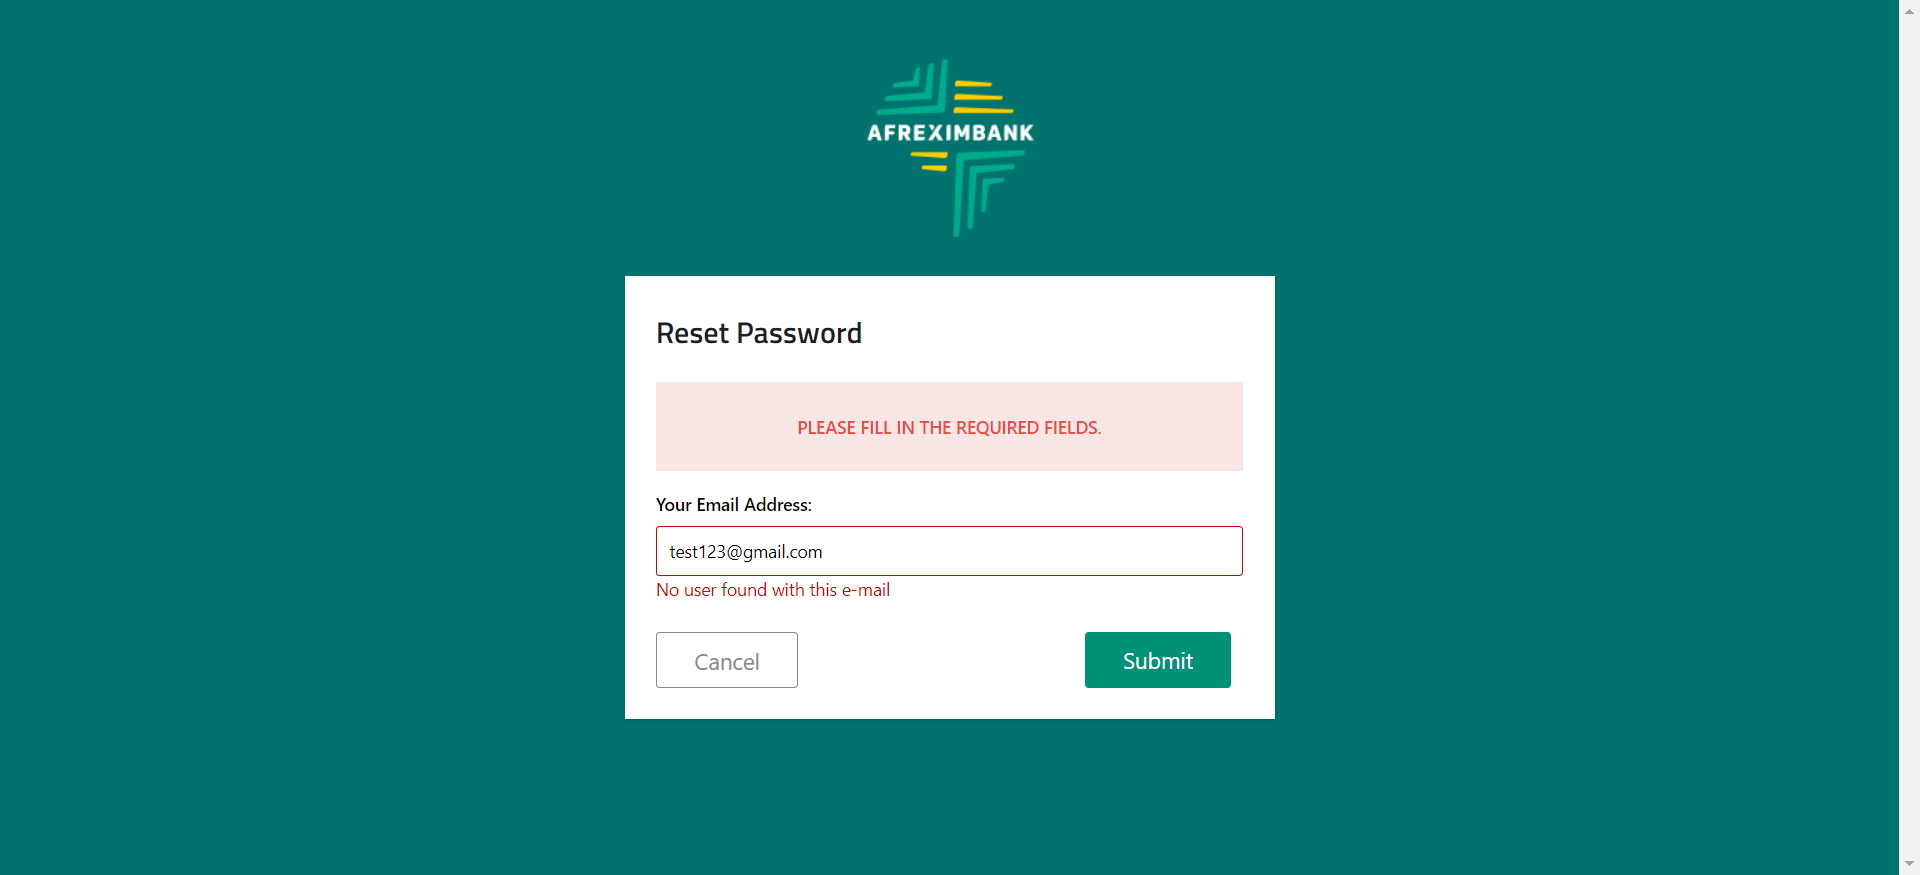 AFREXIMBANK
Reset Password
PLEASE FILL IN THE REQUIRED FIELDS.
Your Email Address:
test123@gmail.com
No user found with this e-mail
Cancel
Submit